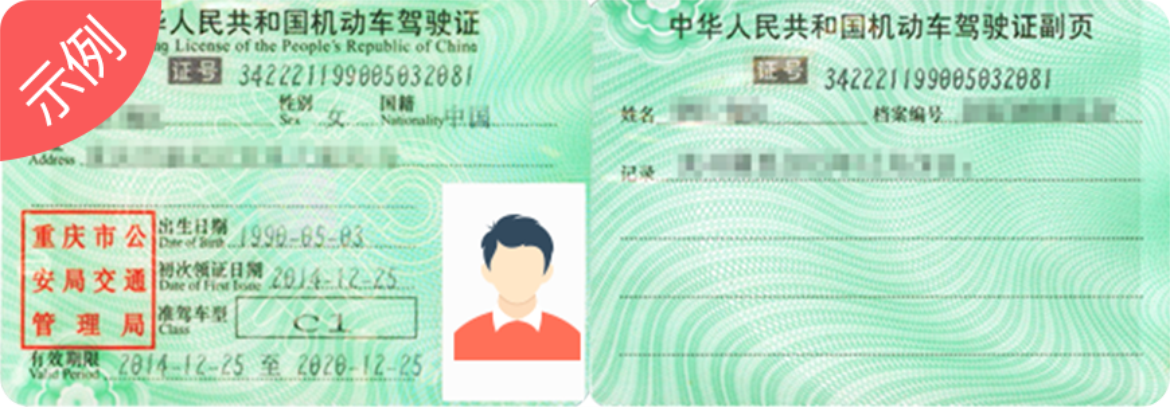 示例
华人民共和国机动车驾驶证
ng License of the People's Republic of China
证号 342221199005032081
性别 女 国籍 中国
Sex Nationality
Address
重庆市公
安局交通
管理局
出生日期 1990-05-03
Date of Birth
初次领证日期 2014-12-25
Date of First Issue
准驾车型 C1
Class
有效期限 2014-12-25 至 2020-12-25
Valid Period
中华人民共和国机动车驾驶证副页
证号 342221199005032081
姓名 档案编号
记录